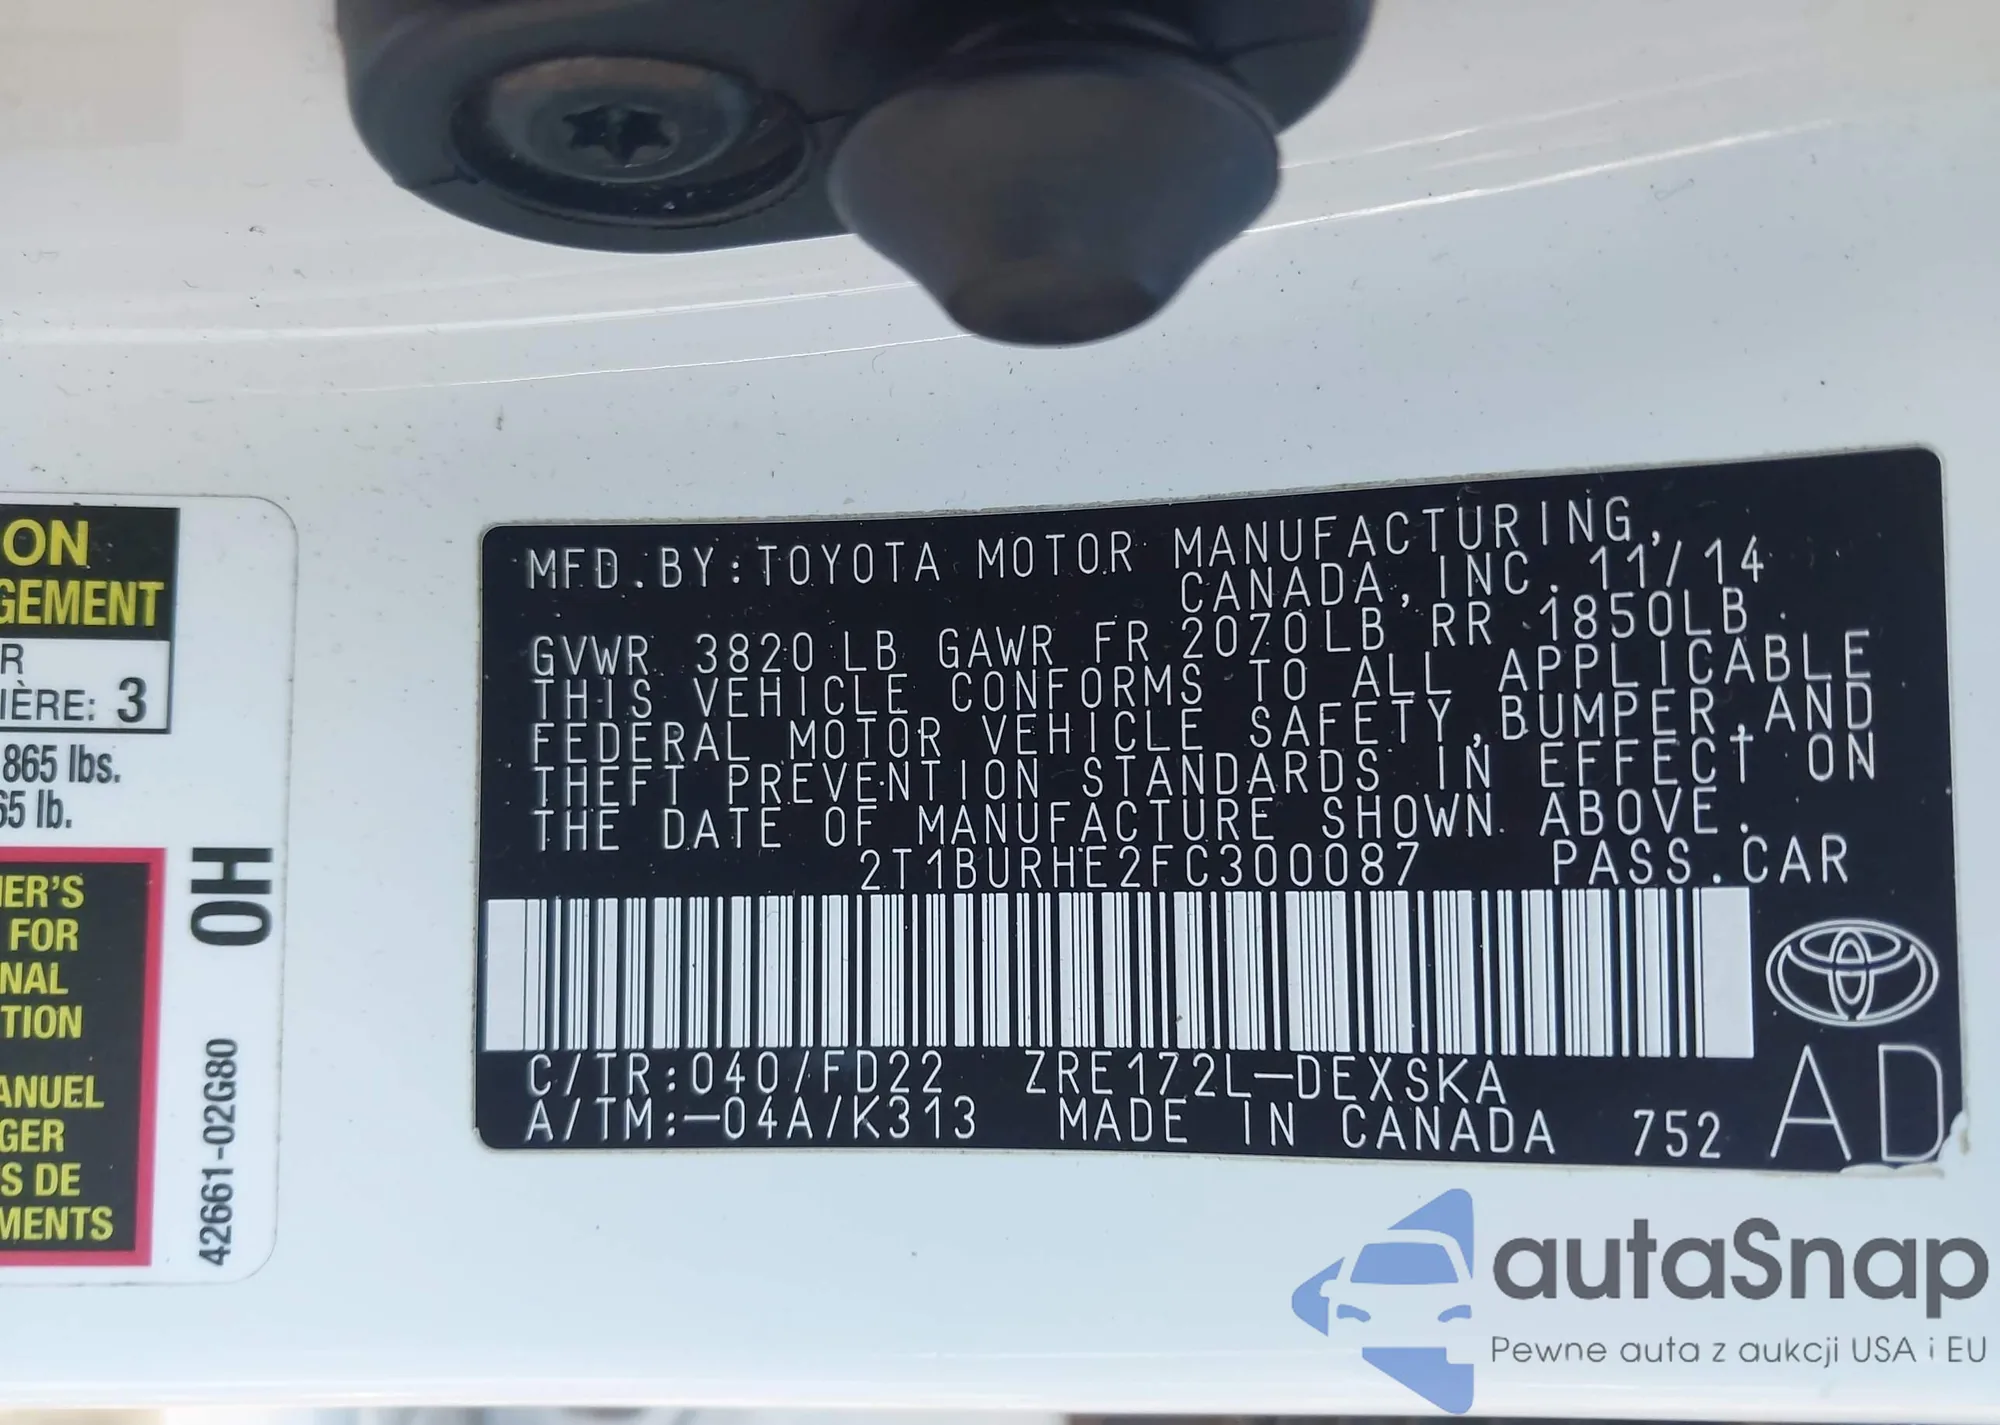 ON
GEMENT
R
IÈRE: 3
865 lbs.
65 lb.
IER'S
FOR
NAL
TION
ANUEL
GER
S DE
MENTS
OH
42661-02G80
MFD.BY:TOYOTA MOTOR MANUFACTURING,
CANADA,INC. 11/14
GVWR 3820LB GAWR FR 2070LB RR 1850LB
THIS VEHICLE CONFORMS TO ALL APPLICABLE
FEDERAL MOTOR VEHICLE SAFETY,BUMPER,AND
THEFT PREVENTION STANDARDS IN EFFECT ON
THE DATE OF MANUFACTURE SHOWN ABOVE.
2T1BURHE2FC300087 PASS.CAR
C/TR:040/FD22 ZRE172L-DEXSKA
A/TM:-04A/K313 MADE IN CANADA 752
AD
autaSnap
Pewne auta z aukcji USA i EU